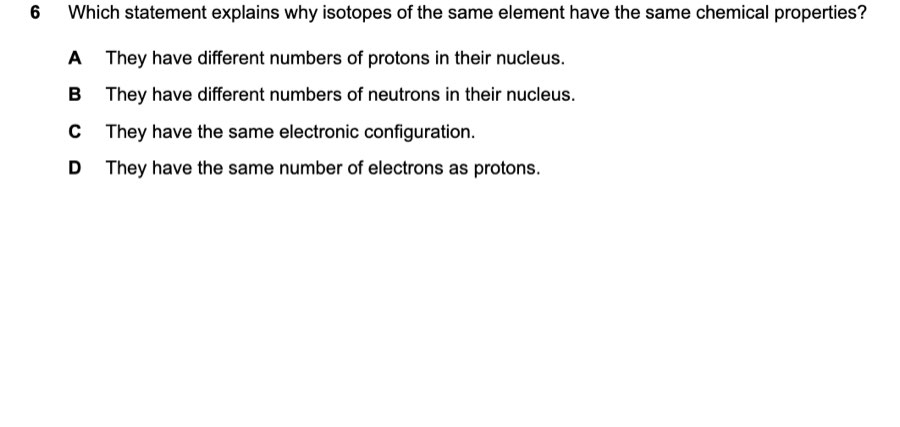 6 Which statement explains why isotopes of the same element have the same chemical properties?
A They have different numbers of protons in their nucleus.
B They have different numbers of neutrons in their nucleus.
C They have the same electronic configuration.
D They have the same number of electrons as protons.